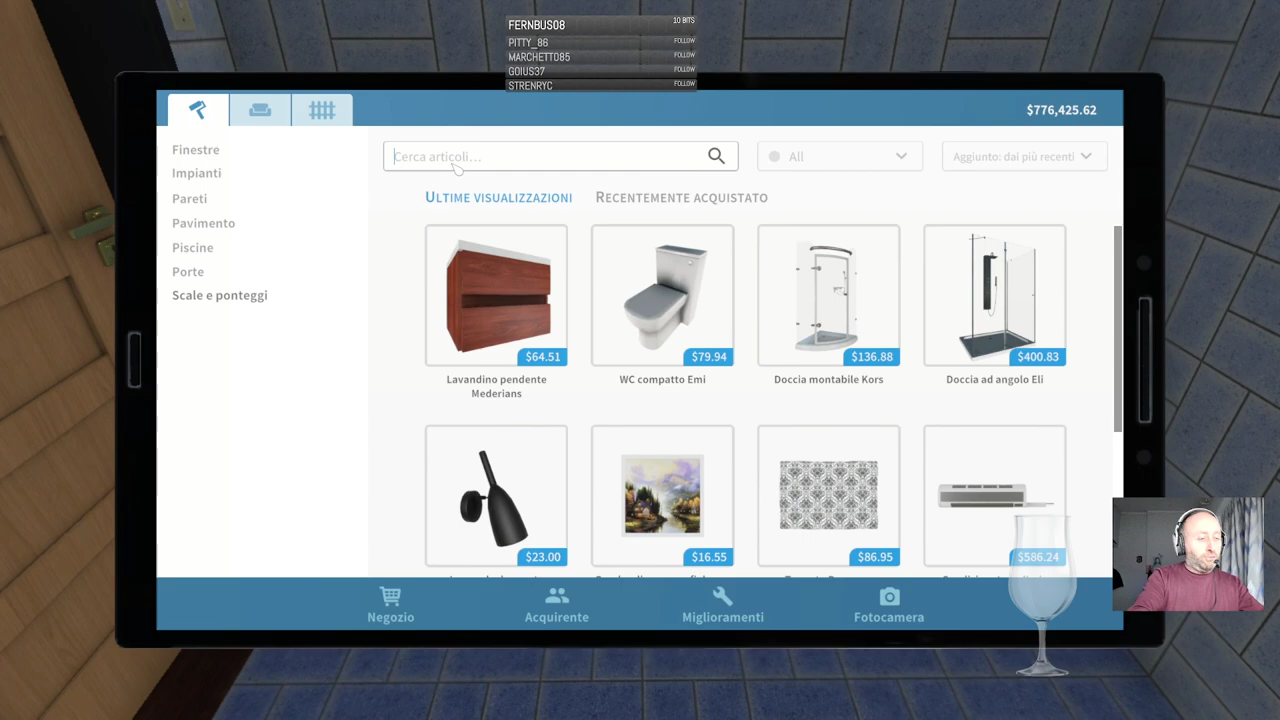 FERNBUS08 10 BITS
PITTY_86 FOLLOW
MARCHETTO85 FOLLOW
GOIUS37 FOLLOW
STRENRYC FOLLOW
$776,425.62
Finestre
Impianti
Pareti
Pavimento
Piscine
Porte
Scale e ponteggi
Cerca articoli...
All
Aggiunto: dai più recenti
Ultime visualizzazioni
Recentemente acquistato
$64.51
$79.94
$136.88
$400.83
Lavandino pendente
Mederians
WC compatto Emi
Doccia montabile Kors
Doccia ad angolo Eli
$23.00
$16.55
$86.95
$586.24
Negozio
Acquirente
Miglioramenti
Fotocamera